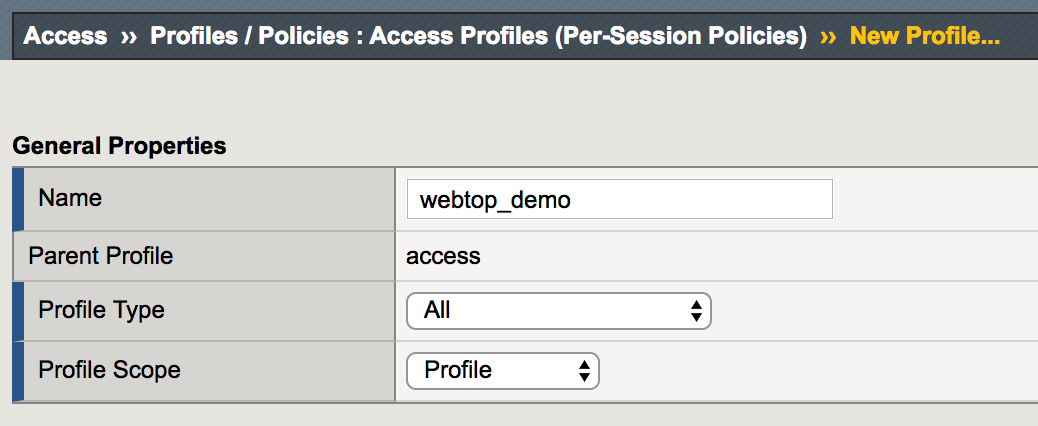 Access ›› Profiles / Policies : Access Profiles (Per-Session Policies) ›› New Profile...
General Properties
Name webtop_demo
Parent Profile access
Profile Type All
Profile Scope Profile